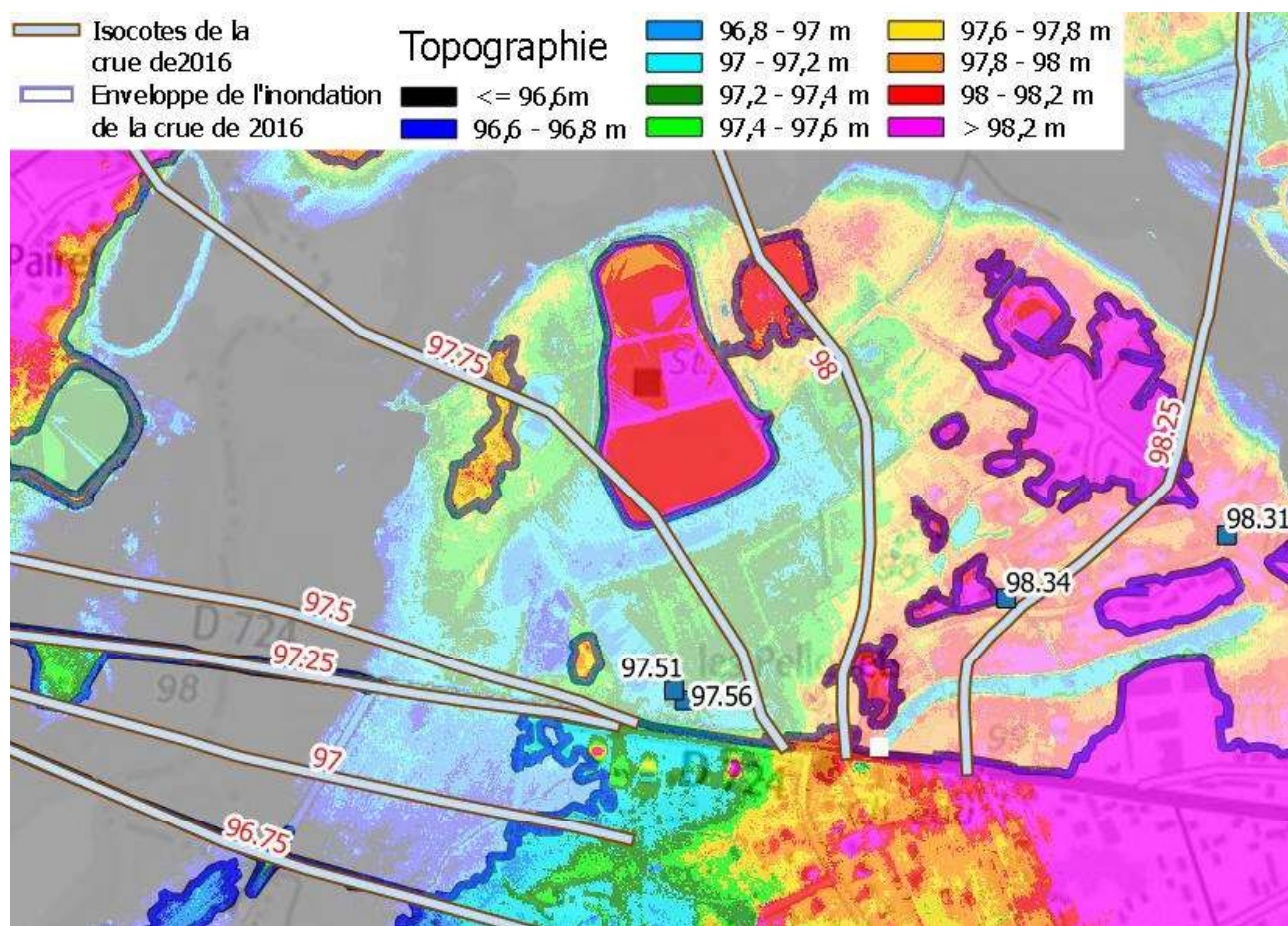 Isocotes de la
crue de2016
Enveloppe de l'inondation
de la crue de 2016
Topographie
<= 96,6m
96,6 - 96,8 m
96,8 - 97 m
97 - 97,2 m
97,2 - 97,4 m
97,4 - 97,6 m
97,6 - 97,8 m
97,8 - 98 m
98 - 98,2 m
> 98,2 m
97.75
98
98.25
98.31
98.34
97.5
D 724
97.25
98
97.51
97.56
97
D 724
99
96.75